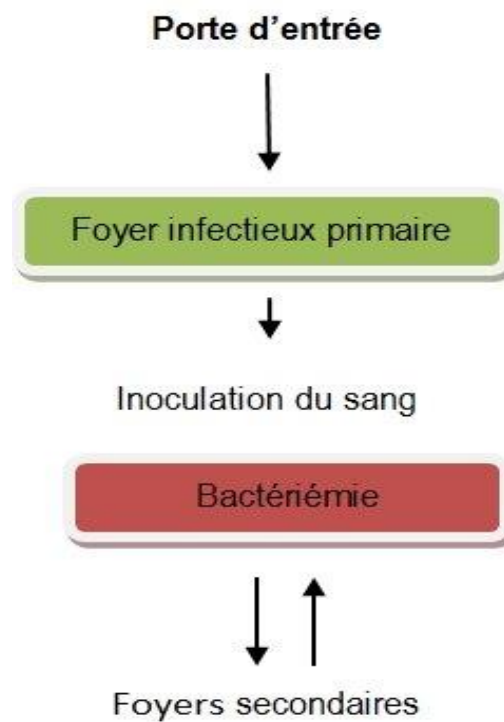 Porte d’entrée
Foyer infectieux primaire
Inoculation du sang
Bactériémie
Foyers secondaires